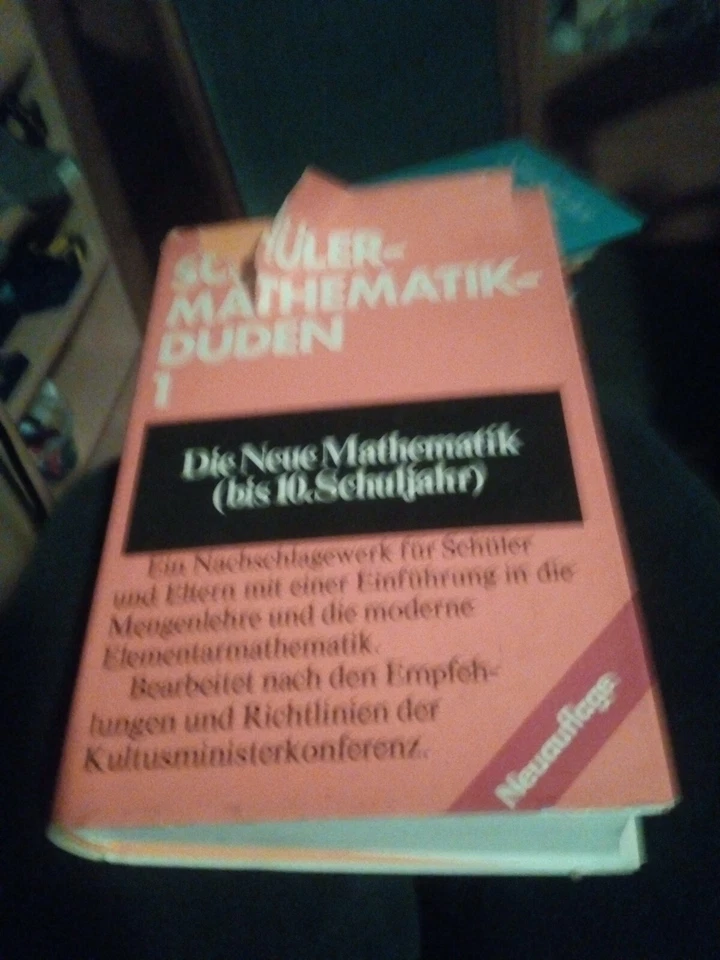 SCHÜLER-
MATHEMATIK-
DUDEN
1
Die Neue Mathematik
(bis 10. Schuljahr)
Ein Nachschlagewerk für Schüler
und Eltern mit einer Einführung in die
Mengenlehre und die moderne
Elementarmathematik.
Bearbeitet nach den Empfeh-
lungen und Richtlinien der
Kultusministerkonferenz.
Neuauflage